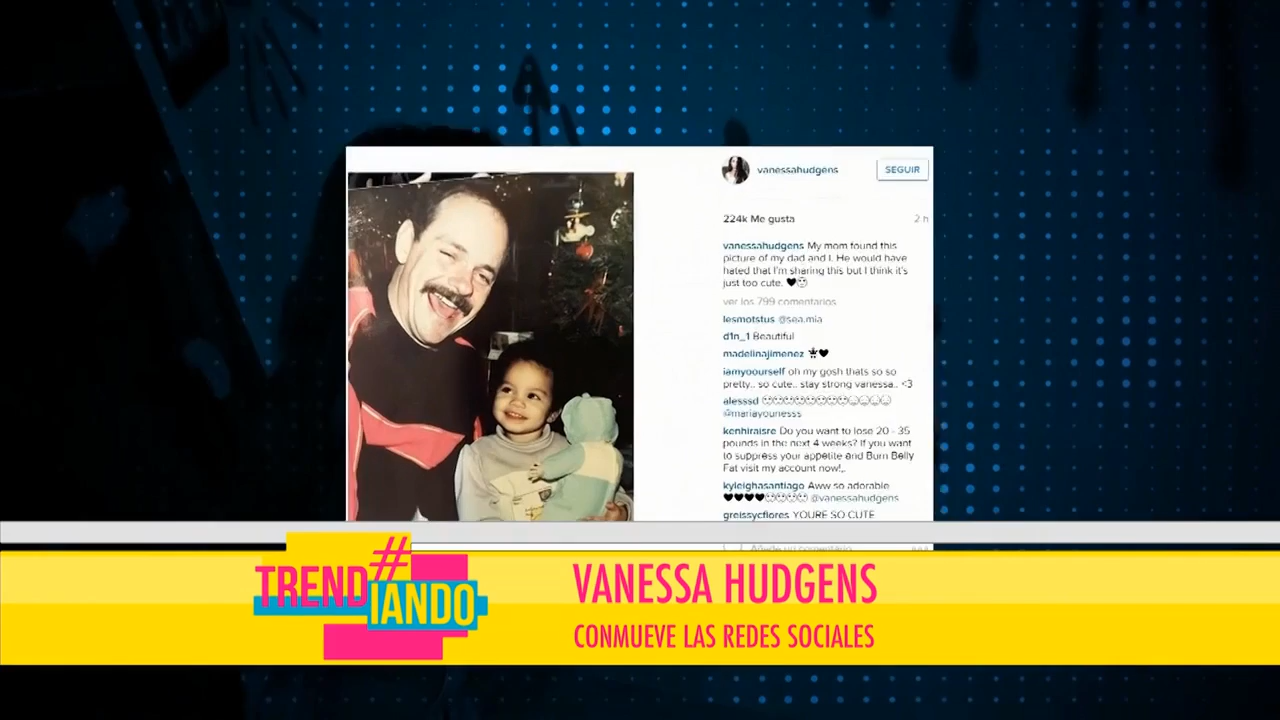 vanessahudgens
SEGUIR
224k Me gusta
2 h
vanessahudgens My mom found this
picture of my dad and I. He would have
hated that I'm sharing this but I think it's
just too cute.
ver los 799 comentarios
lesmotstus @sea.mia
d1n_1 Beautiful
madelinajimenez
iamyoourself oh my gosh thats so so
pretty.. so cute.. stay strong vanessa.. <3
alesssd
@mariayounesss
kenhiraisre Do you want to lose 20 - 35
pounds in the next 4 weeks? If you want
to suppress your appetite and Burn Belly
Fat visit my account now!,.
kyleighasantiago Aww so adorable
@vanessahudgens
greissycflores YOURE SO CUTE
Añade un comentario
#
TREND
IANDO
VANESSA HUDGENS
CONMUEVE LAS REDES SOCIALES